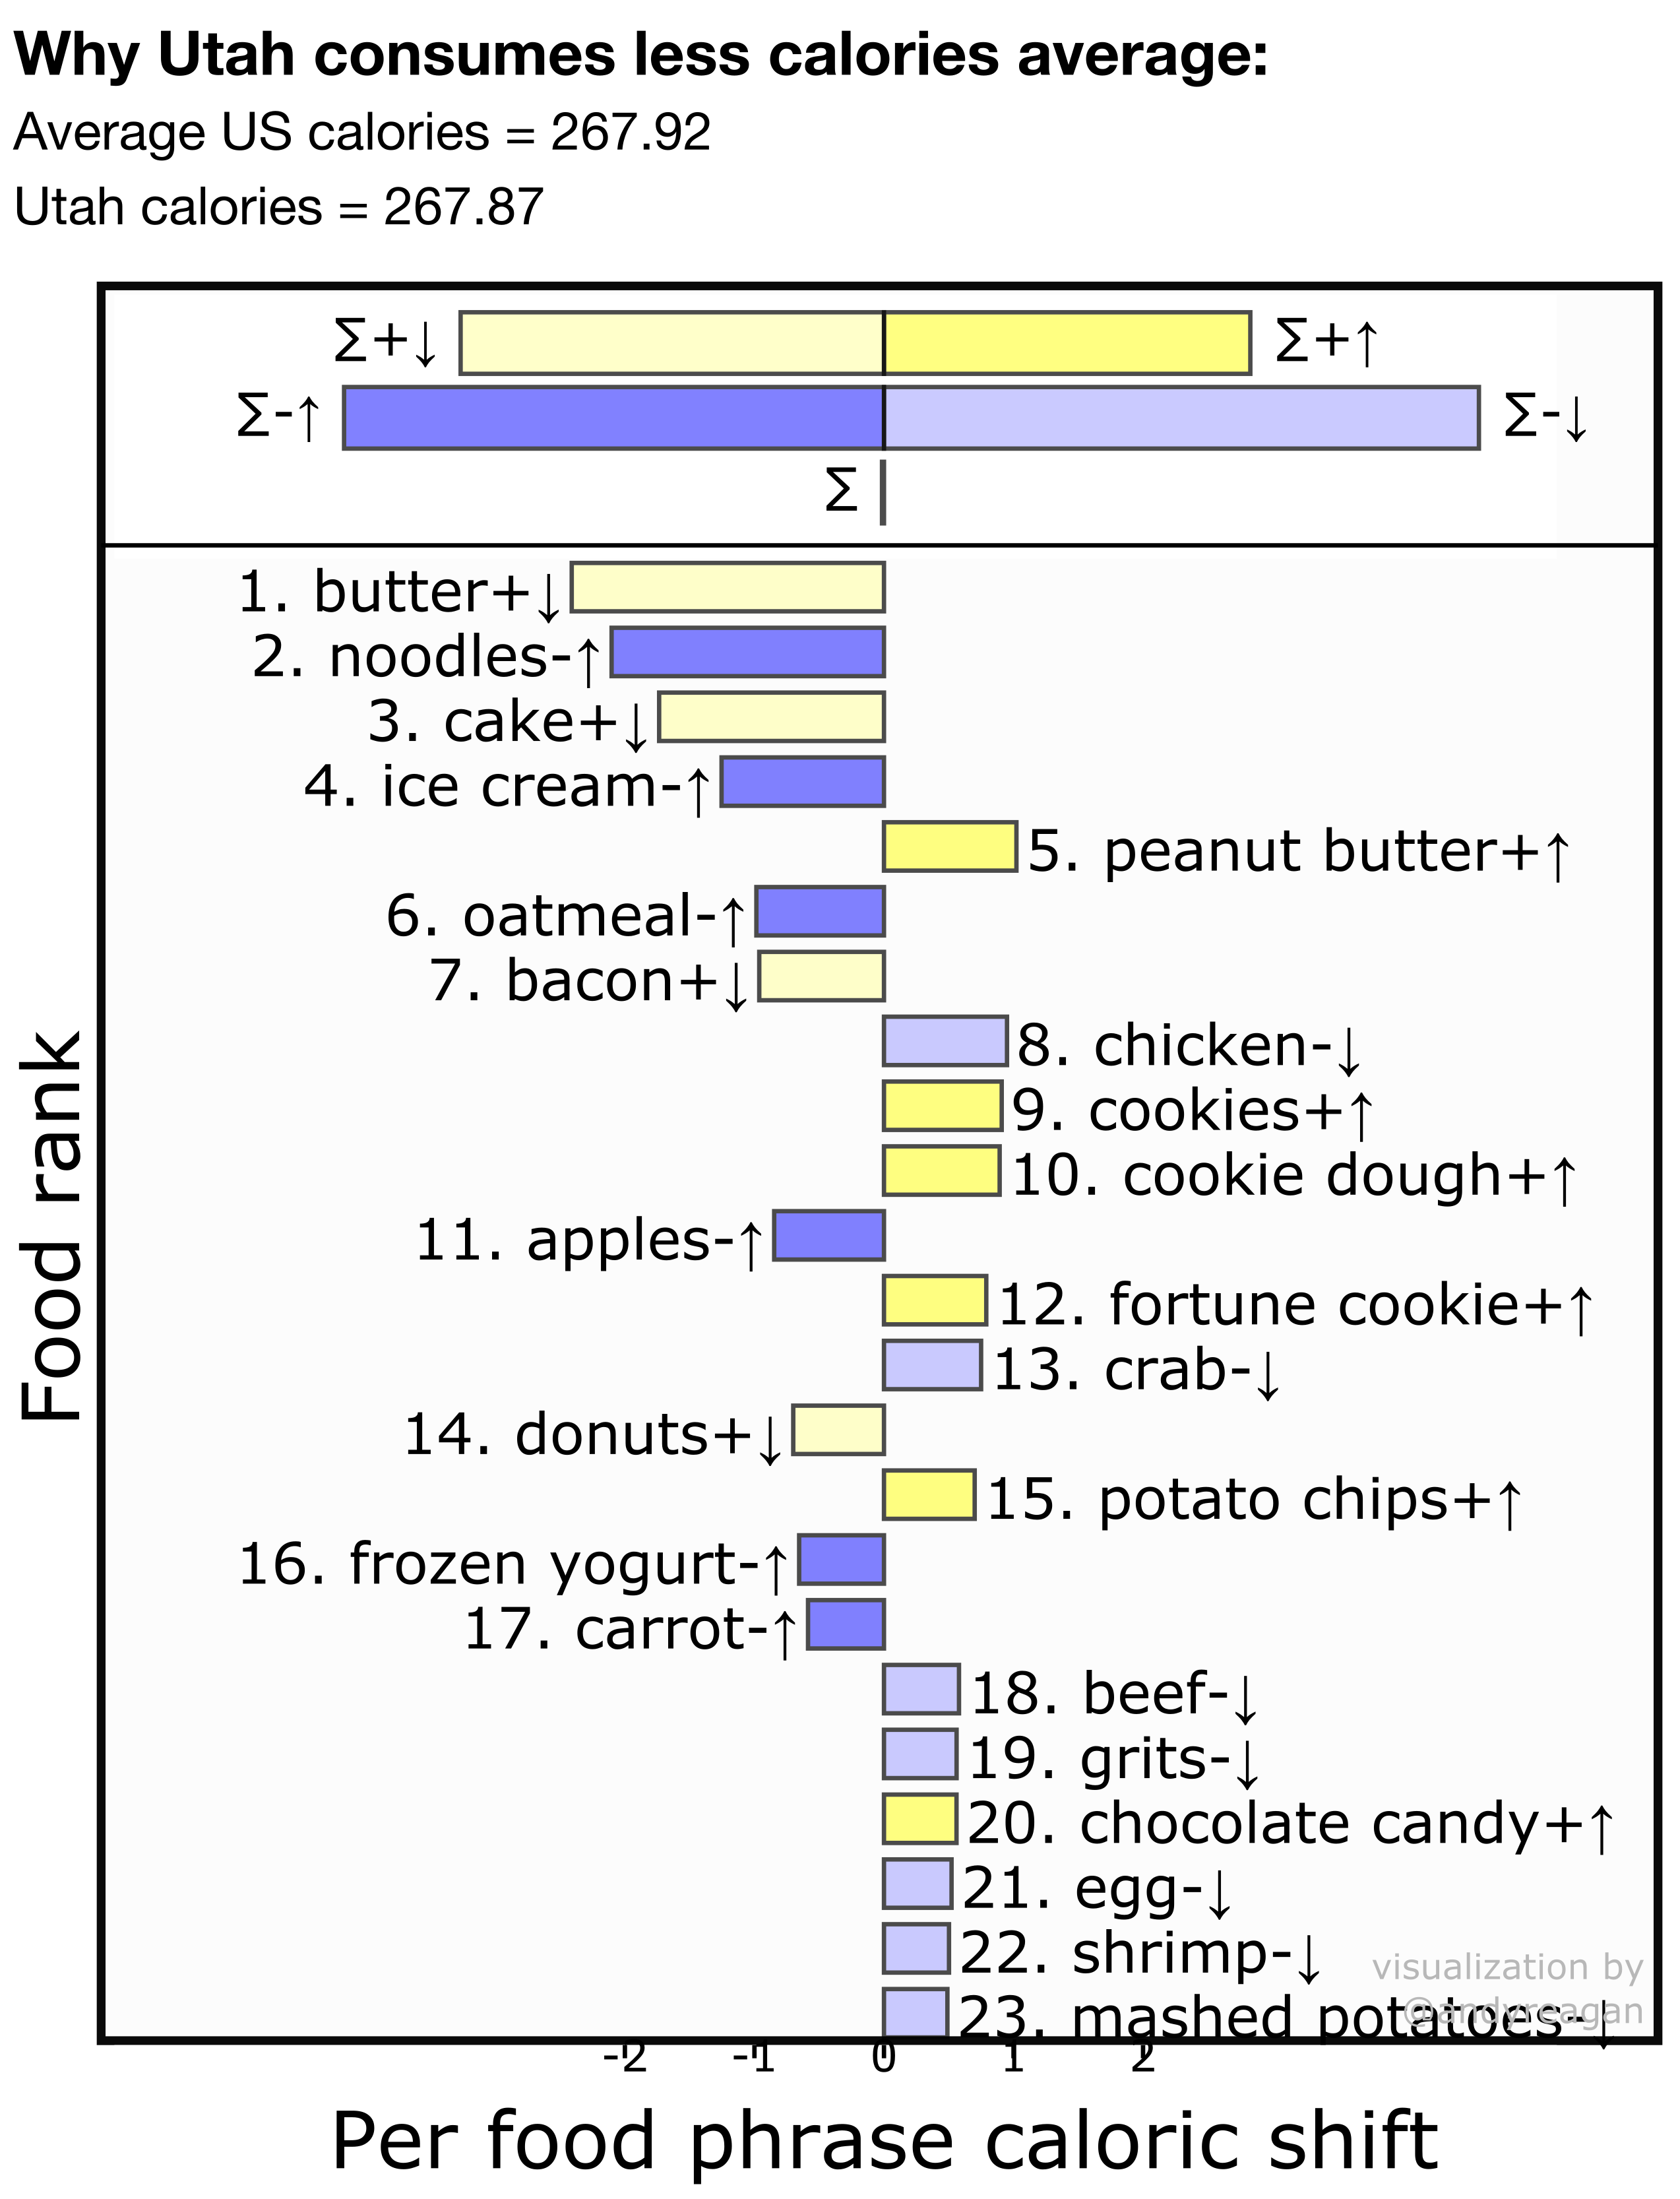 Why Utah consumes less calories average:
Average US calories = 267.92
Utah calories = 267.87
∑+↓
∑+↑
∑-↑
∑-↓
∑
1. butter+↓
2. noodles-↑
3. cake+↓
4. ice cream-↑
5. peanut butter+↑
6. oatmeal-↑
7. bacon+↓
8. chicken-↓
9. cookies+↑
10. cookie dough+↑
11. apples-↑
12. fortune cookie+↑
13. crab-↓
14. donuts+↓
15. potato chips+↑
16. frozen yogurt-↑
17. carrot-↑
18. beef-↓
19. grits-↓
20. chocolate candy+↑
21. egg-↓
22. shrimp-↓
23. mashed potatoes-↓
visualization by
@andyreagan
Food rank
-2 -1 0 1 2
Per food phrase caloric shift